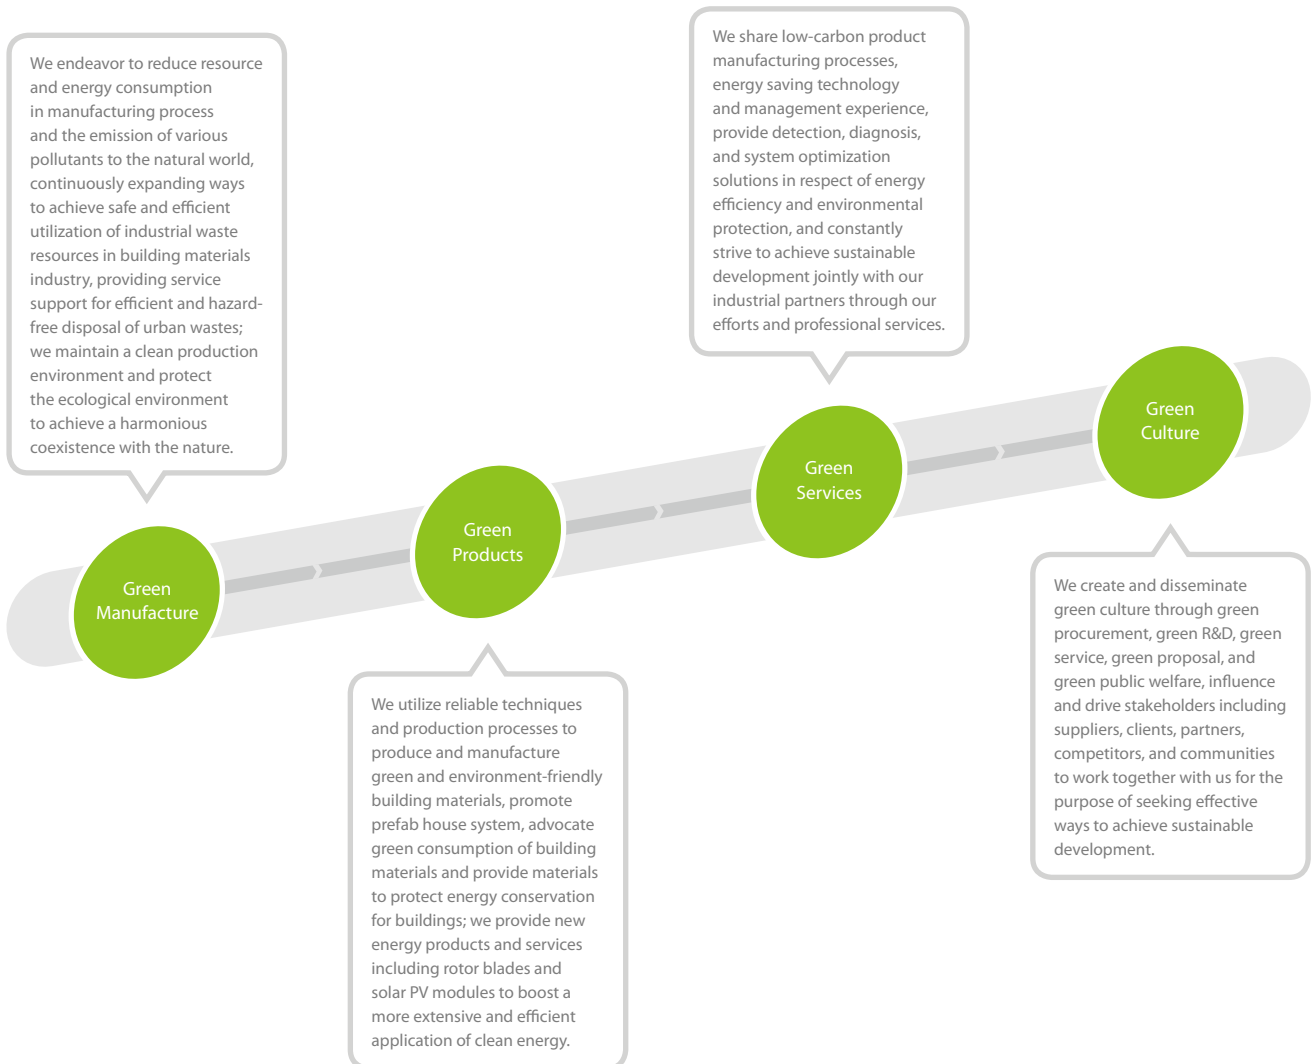 We endeavor to reduce resource
and energy consumption
in manufacturing process
and the emission of various
pollutants to the natural world,
continuously expanding ways
to achieve safe and efficient
utilization of industrial waste
resources in building materials
industry, providing service
support for efficient and hazard-
free disposal of urban wastes;
we maintain a clean production
environment and protect
the ecological environment
to achieve a harmonious
coexistence with the nature.
Green
Manufacture
Green
Products
We utilize reliable techniques
and production processes to
produce and manufacture
green and environment-friendly
building materials, promote
prefab house system, advocate
green consumption of building
materials and provide materials
to protect energy conservation
for buildings; we provide new
energy products and services
including rotor blades and
solar PV modules to boost a
more extensive and efficient
application of clean energy.
We share low-carbon product
manufacturing processes,
energy saving technology
and management experience,
provide detection, diagnosis,
and system optimization
solutions in respect of energy
efficiency and environmental
protection, and constantly
strive to achieve sustainable
development jointly with our
industrial partners through our
efforts and professional services.
Green
Services
Green
Culture
We create and disseminate
green culture through green
procurement, green R&D, green
service, green proposal, and
green public welfare, influence
and drive stakeholders including
suppliers, clients, partners,
competitors, and communities
to work together with us for the
purpose of seeking effective
ways to achieve sustainable
development.